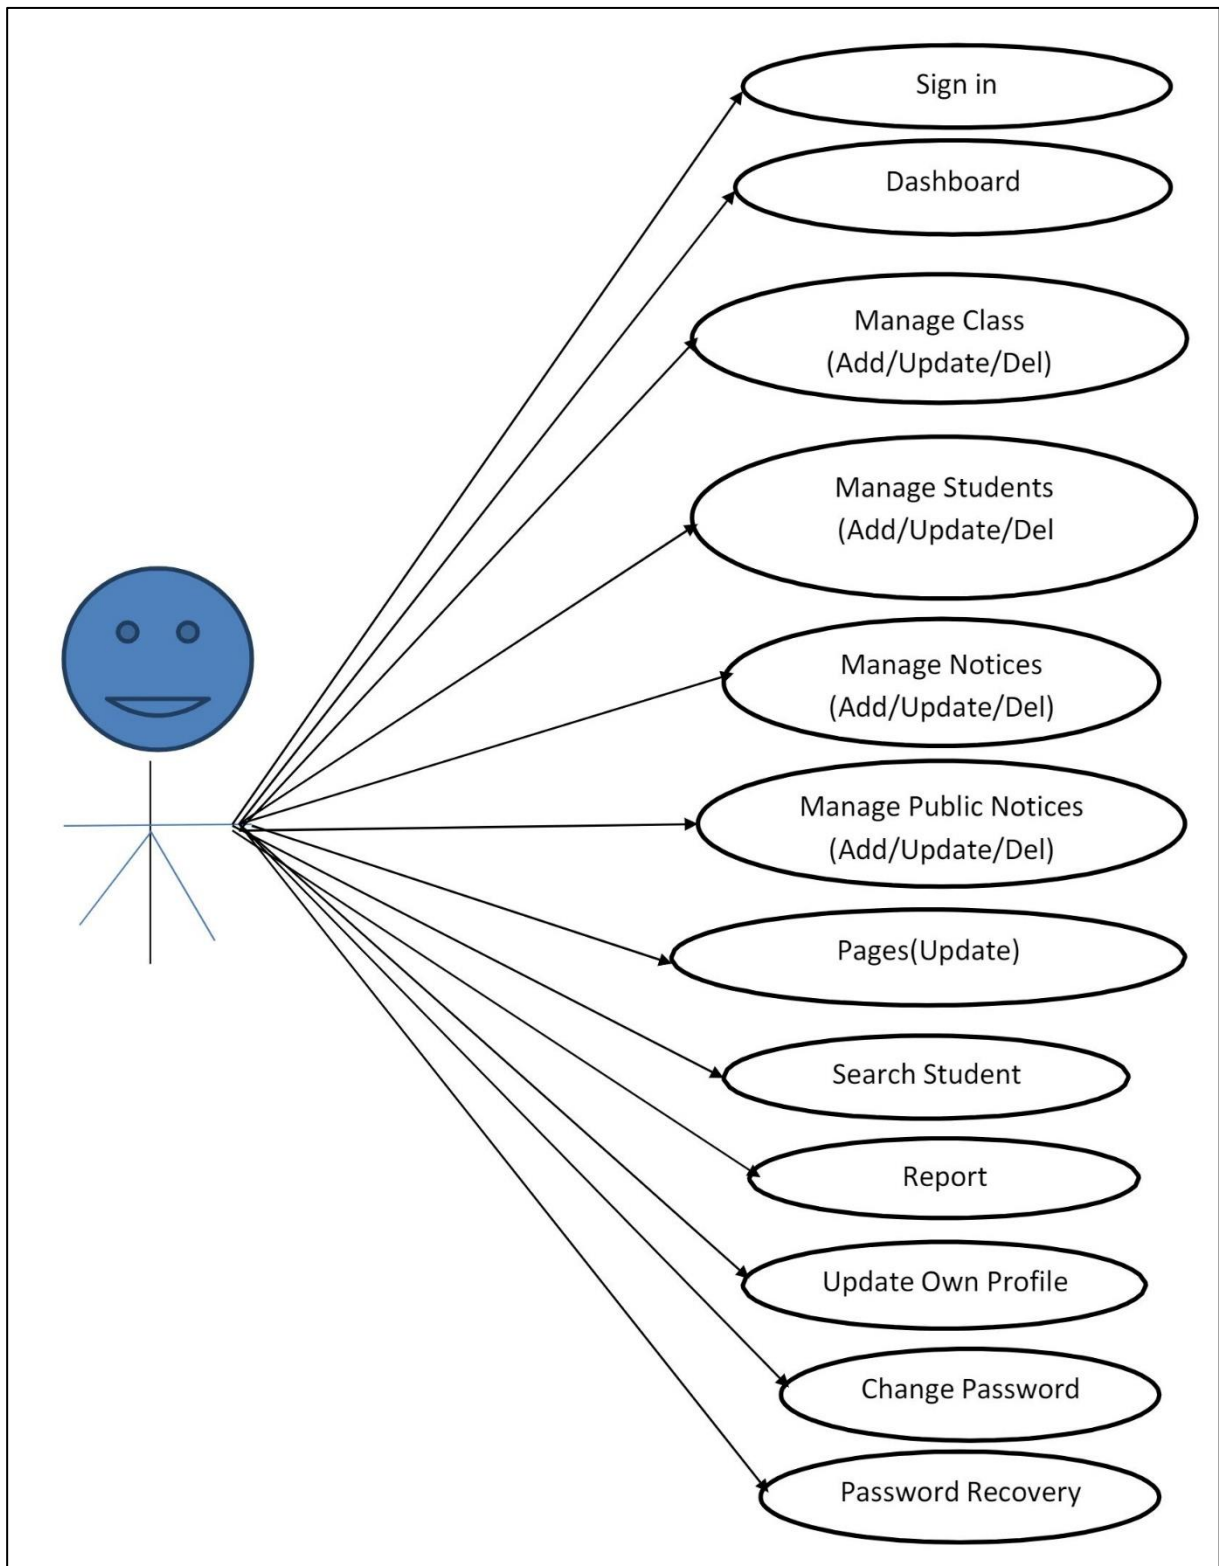 Sign in
Dashboard
Manage Class
(Add/Update/Del)
Manage Students
(Add/Update/Del
Manage Notices
(Add/Update/Del)
Manage Public Notices
(Add/Update/Del)
Pages(Update)
Search Student
Report
Update Own Profile
Change Password
Password Recovery